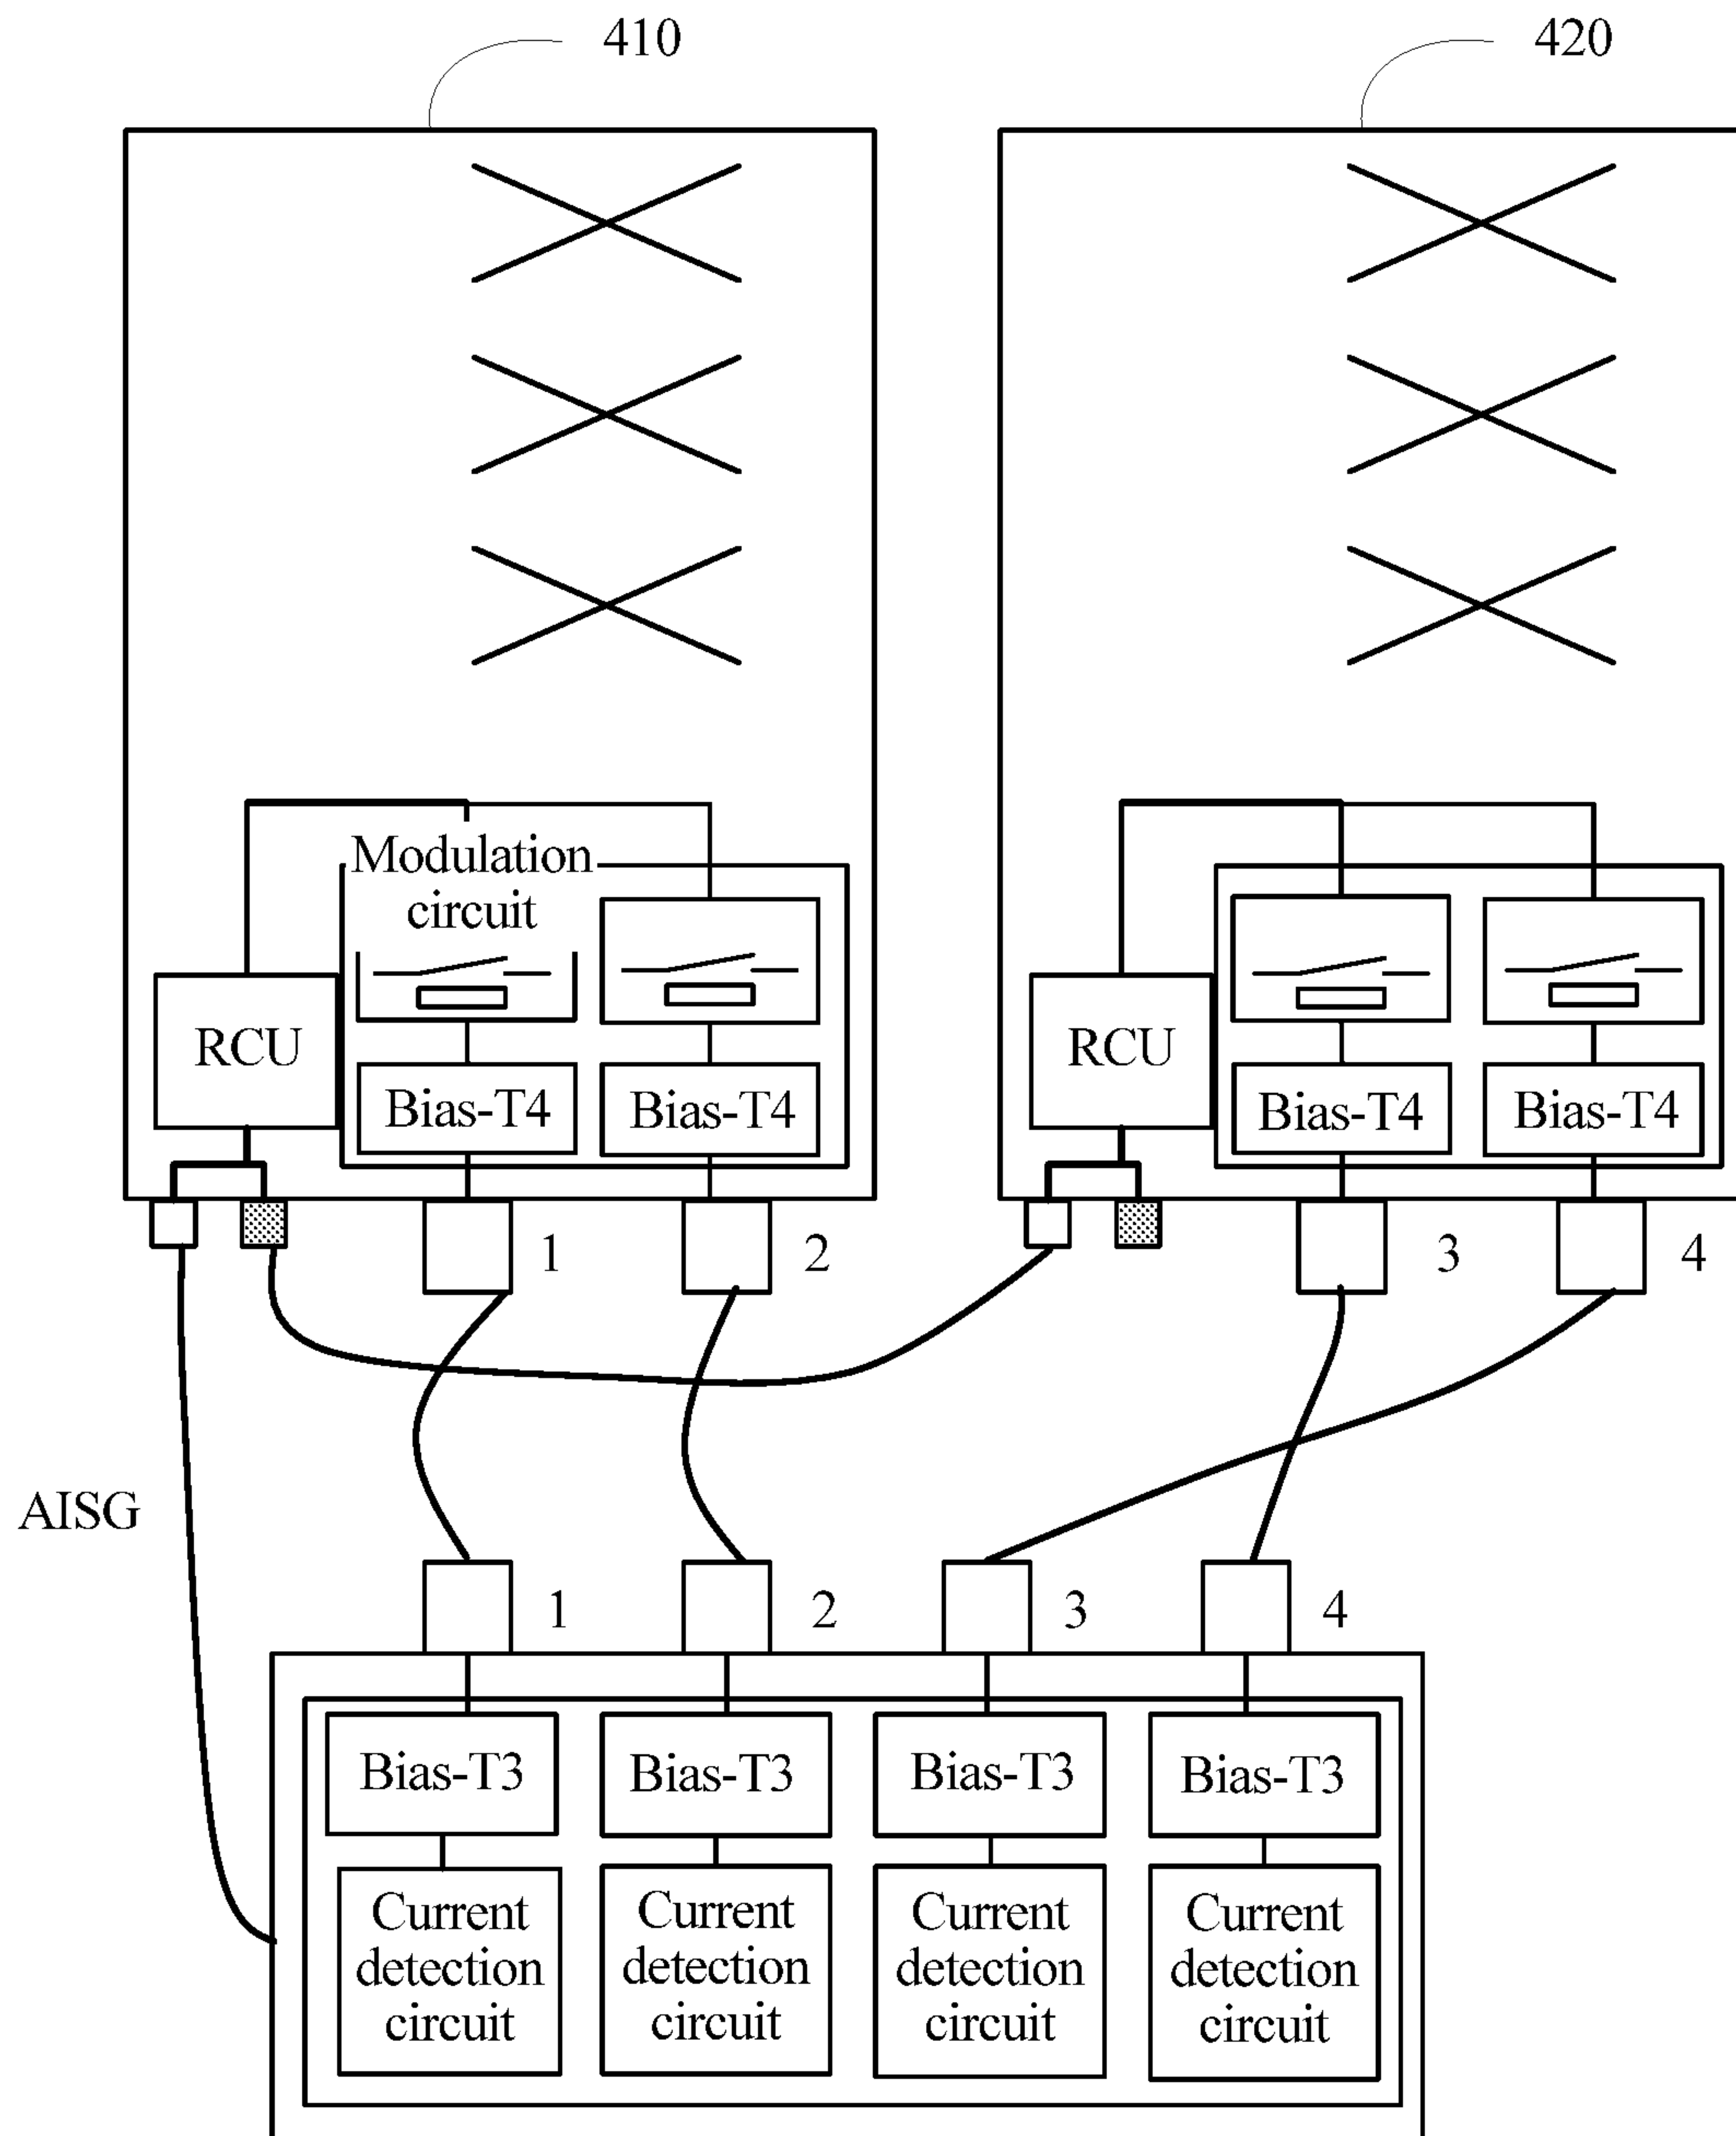 410
420
Modulation
circuit
RCU
Bias-T4
Bias-T4
RCU
Bias-T4
Bias-T4
1
2
3
4
AISG
1
2
3
4
Bias-T3
Bias-T3
Bias-T3
Bias-T3
Current
detection
circuit
Current
detection
circuit
Current
detection
circuit
Current
detection
circuit